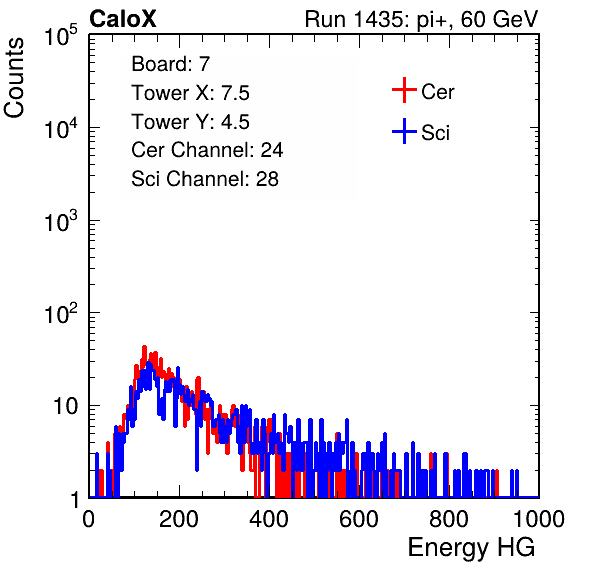 CaloX Run 1435: pi+, 60 GeV
Counts
Board: 7
Tower X: 7.5
Tower Y: 4.5
Cer Channel: 24
Sci Channel: 28
Cer
Sci
10^5
10^4
10^3
10^2
10
1
0 200 400 600 800 1000
Energy HG